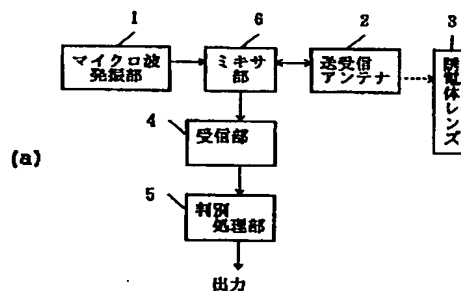 1
6
2
3
マイクロ波
発振部
ミキサ
部
送受信
アンテナ
誘電体レンズ
4
受信部
(a)
5
判別
処理部
出力